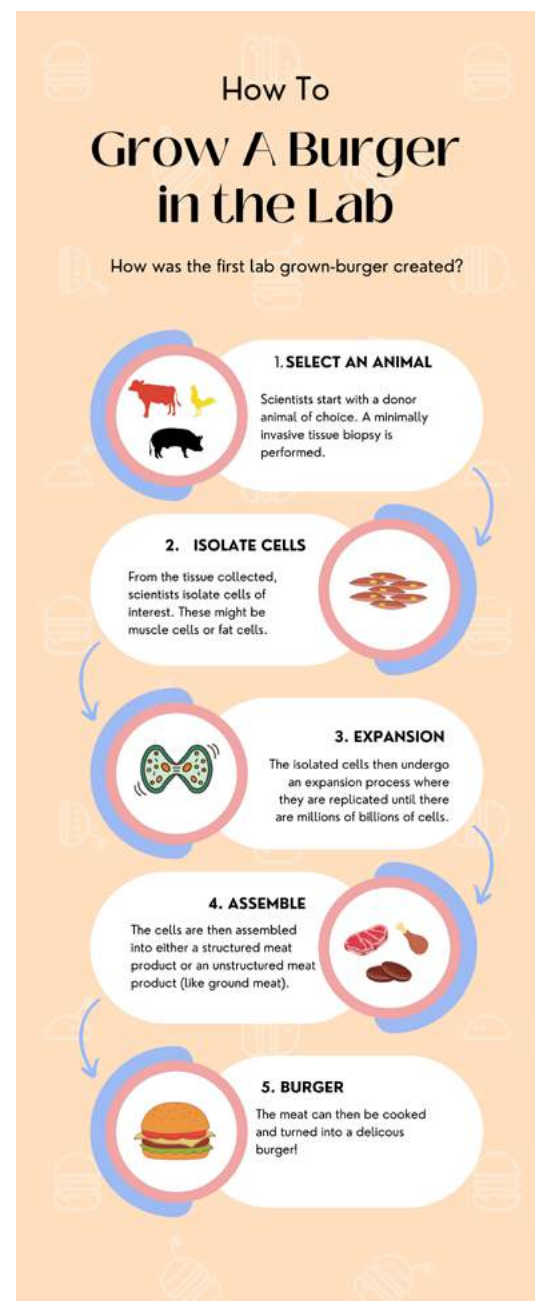 How To
Grow A Burger
in the Lab
How was the first lab grown-burger created?
1. SELECT AN ANIMAL
Scientists start with a donor
animal of choice. A minimally
invasive tissue biopsy is
performed.
2. ISOLATE CELLS
From the tissue collected,
scientists isolate cells of
interest. These might be
muscle cells or fat cells.
3. EXPANSION
The isolated cells then undergo
an expansion process where
they are replicated until there
are millions of billions of cells.
4. ASSEMBLE
The cells are then assembled
into either a structured meat
product or an unstructured meat
product (like ground meat).
5. BURGER
The meat can then be cooked
and turned into a delicous
burger!